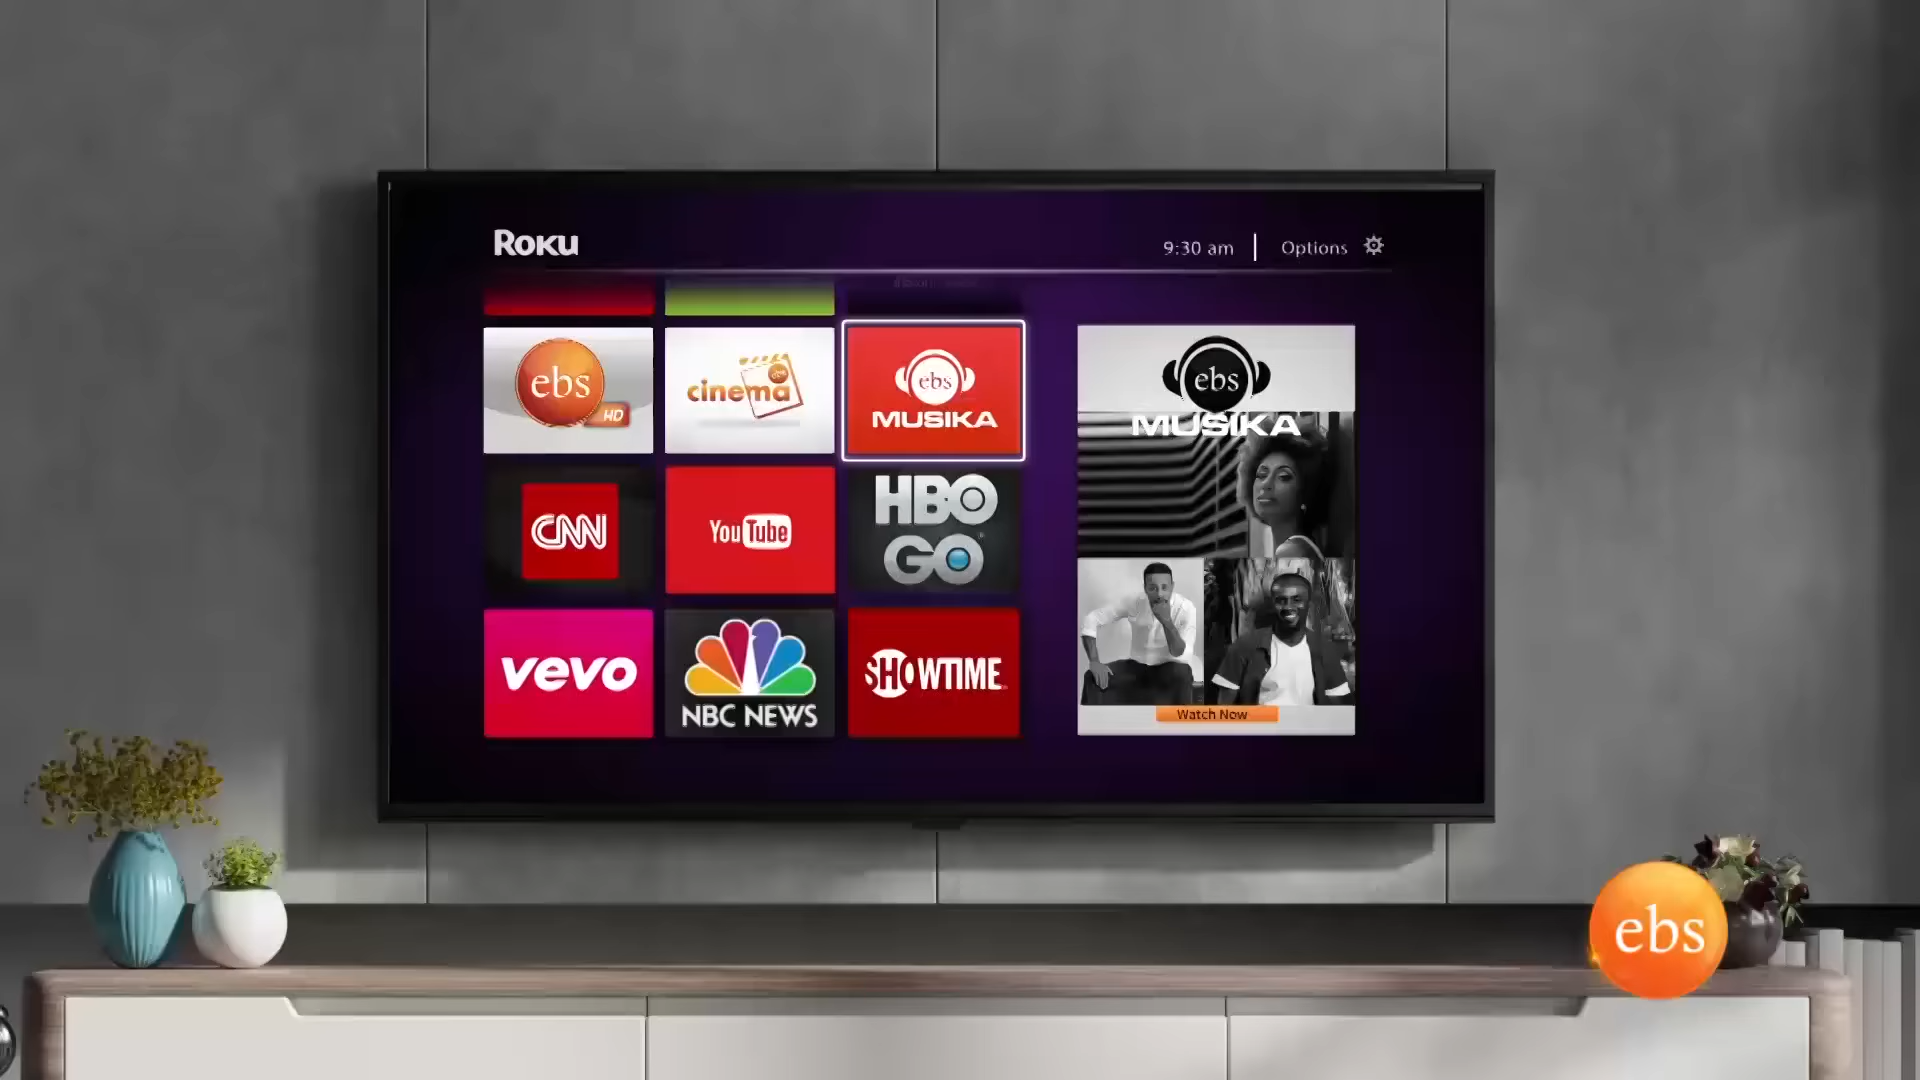 Roku
9:30 am
Options
ebs
HD
cinema
ebs
MUSIKA
ebs
MUSIKA
CNN
YouTube
HBO
GO
vevo
NBC NEWS
SHOWTIME
Watch Now
ebs